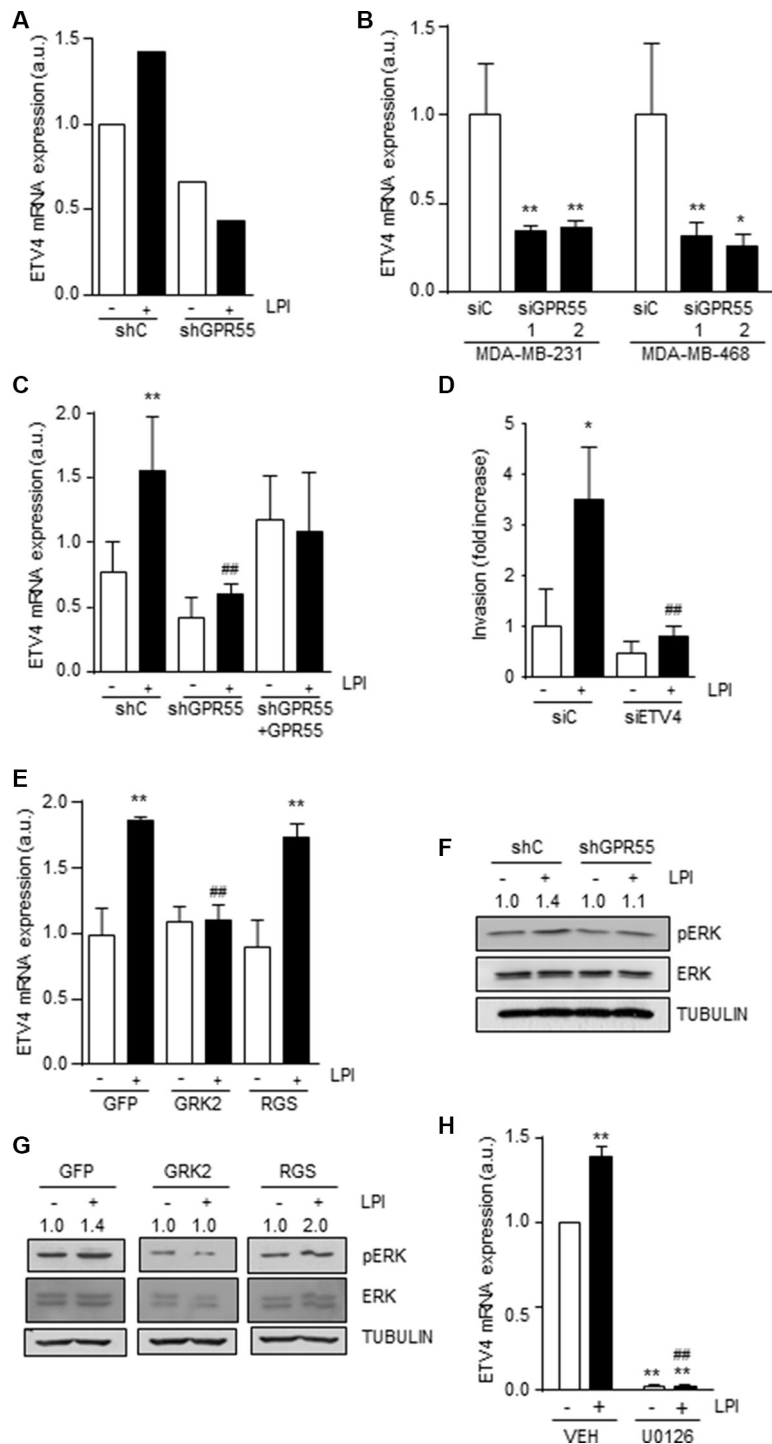 A
ETV4 mRNA expression (a.u.)
1.5
1.0
0.5
0.0
- + - + LPI
shC shGPR55
B
ETV4 mRNA expression (a.u.)
1.5
1.0
0.5
0.0
** ** ** *
siC siGPR55 siC siGPR55
1 2 1 2
MDA-MB-231 MDA-MB-468
C
ETV4 mRNA expression (a.u.)
2.0
1.5
1.0
0.5
0.0
**
##
- + - + - + LPI
shC shGPR55 shGPR55
+GPR55
D
Invasion (fold increase)
5
4
3
2
1
0
*
##
- + - + LPI
siC siETV4
E
ETV4 mRNA expression (a.u.)
2.0
1.5
1.0
0.5
0.0
** ## **
- + - + - + LPI
GFP GRK2 RGS
F
shC shGPR55
- + - + LPI
1.0 1.4 1.0 1.1
pERK
ERK
TUBULIN
G
GFP GRK2 RGS
- + - + - + LPI
1.0 1.4 1.0 1.0 1.0 2.0
pERK
ERK
TUBULIN
H
ETV4 mRNA expression (a.u.)
1.5
1.0
0.5
0.0
**
##
** **
- + - + LPI
VEH U0126